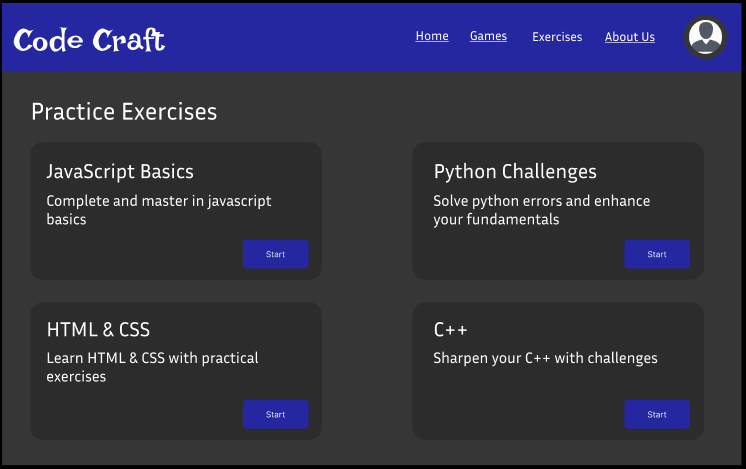 Code Craft
Home Games Exercises About Us
Practice Exercises
JavaScript Basics
Complete and master in javascript
basics
Start
Python Challenges
Solve python errors and enhance
your fundamentals
Start
HTML & CSS
Learn HTML & CSS with practical
exercises
Start
C++
Sharpen your C++ with challenges
Start